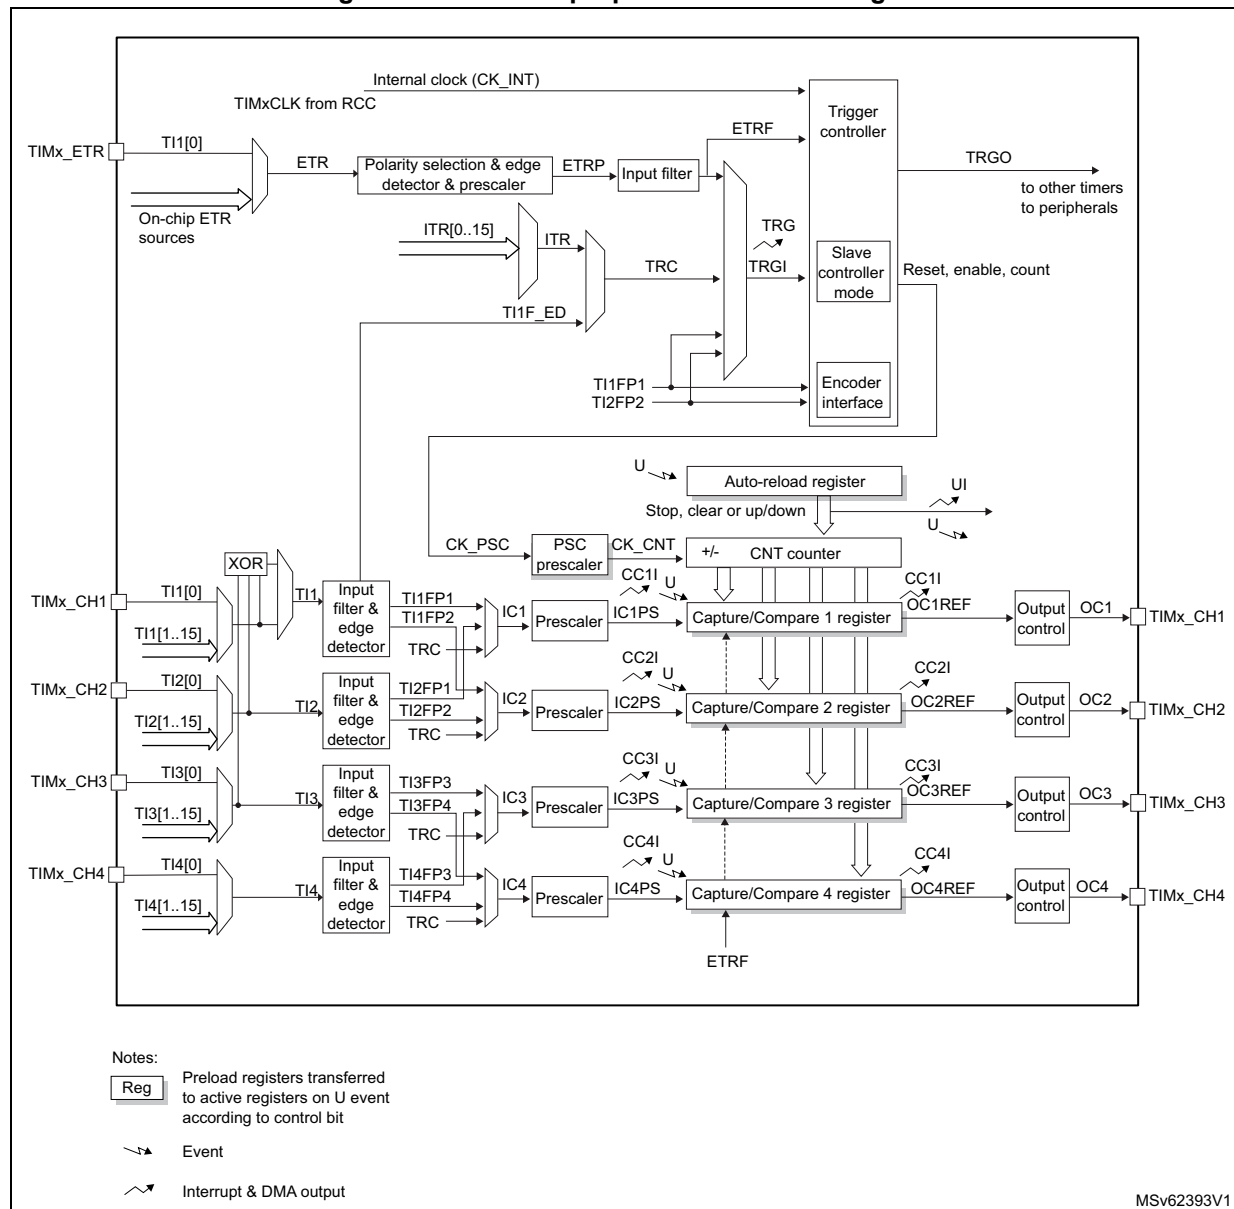 Internal clock (CK_INT)
TIMxCLK from RCC
Trigger
controller
ETRF
TIMx_ETR
TI1[0]
ETR
Polarity selection & edge
detector & prescaler
ETRP
Input filter
TRGO
to other timers
to peripherals
On-chip ETR
sources
ITR[0..15]
ITR
TRC
TRG
TRGI
Slave
controller
mode
Reset, enable, count
TI1F_ED
TI1FP1
TI2FP2
Encoder
interface
U
Auto-reload register
UI
Stop, clear or up/down
U
CK_PSC
PSC
prescaler
CK_CNT
+/-
CNT counter
XOR
TIMx_CH1
TI1[0]
TI1[1..15]
TI1
Input
filter &
edge
detector
TI1FP1
TI1FP2
TRC
IC1
Prescaler
IC1PS
CC1I
U
Capture/Compare 1 register
CC1I
OC1REF
Output
control
OC1
TIMx_CH1
TIMx_CH2
TI2[0]
TI2[1..15]
TI2
Input
filter &
edge
detector
TI2FP1
TI2FP2
TRC
IC2
Prescaler
IC2PS
CC2I
U
Capture/Compare 2 register
CC2I
OC2REF
Output
control
OC2
TIMx_CH2
TIMx_CH3
TI3[0]
TI3[1..15]
TI3
Input
filter &
edge
detector
TI3FP3
TI3FP4
TRC
IC3
Prescaler
IC3PS
CC3I
U
Capture/Compare 3 register
CC3I
OC3REF
Output
control
OC3
TIMx_CH3
TIMx_CH4
TI4[0]
TI4[1..15]
TI4
Input
filter &
edge
detector
TI4FP3
TI4FP4
TRC
IC4
Prescaler
IC4PS
CC4I
U
Capture/Compare 4 register
CC4I
OC4REF
Output
control
OC4
TIMx_CH4
ETRF
Notes:
Reg
Preload registers transferred
to active registers on U event
according to control bit
Event
Interrupt & DMA output
MSv62393V1